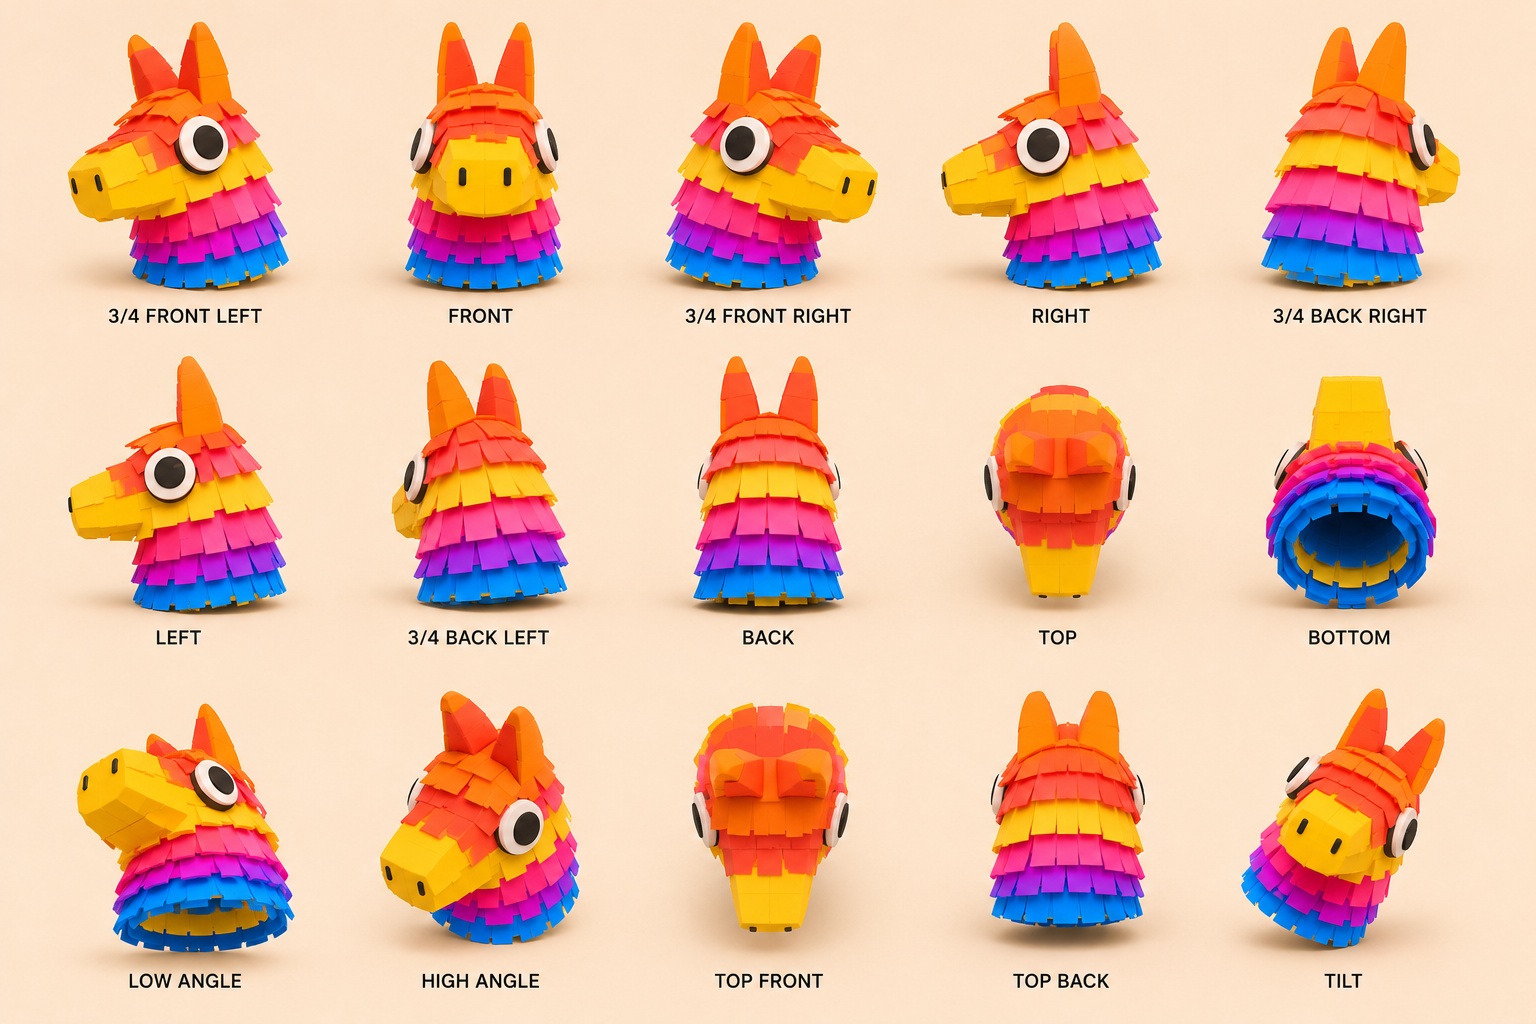 3/4 FRONT LEFT
FRONT
3/4 FRONT RIGHT
RIGHT
3/4 BACK RIGHT
LEFT
3/4 BACK LEFT
BACK
TOP
BOTTOM
LOW ANGLE
HIGH ANGLE
TOP FRONT
TOP BACK
TILT